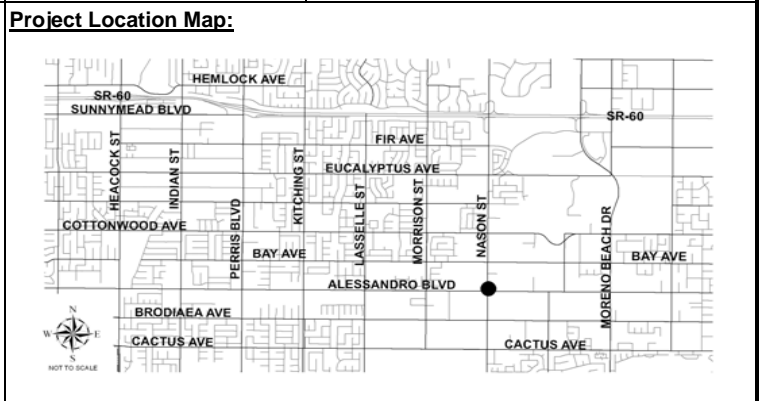 Project Location Map:
HEMLOCK AVE
SR-60
SUNNYMEAD BLVD
SR-60
FIR AVE
EUCALYPTUS AVE
HEACOCK ST
INDIAN ST
PERRIS BLVD
KITCHING ST
LASSELLE ST
MORRISON ST
NASON ST
MORENO BEACH DR
COTTONWOOD AVE
BAY AVE
BAY AVE
ALESSANDRO BLVD
BRODIAEA AVE
CACTUS AVE
CACTUS AVE
N
W
E
S
NOT TO SCALE